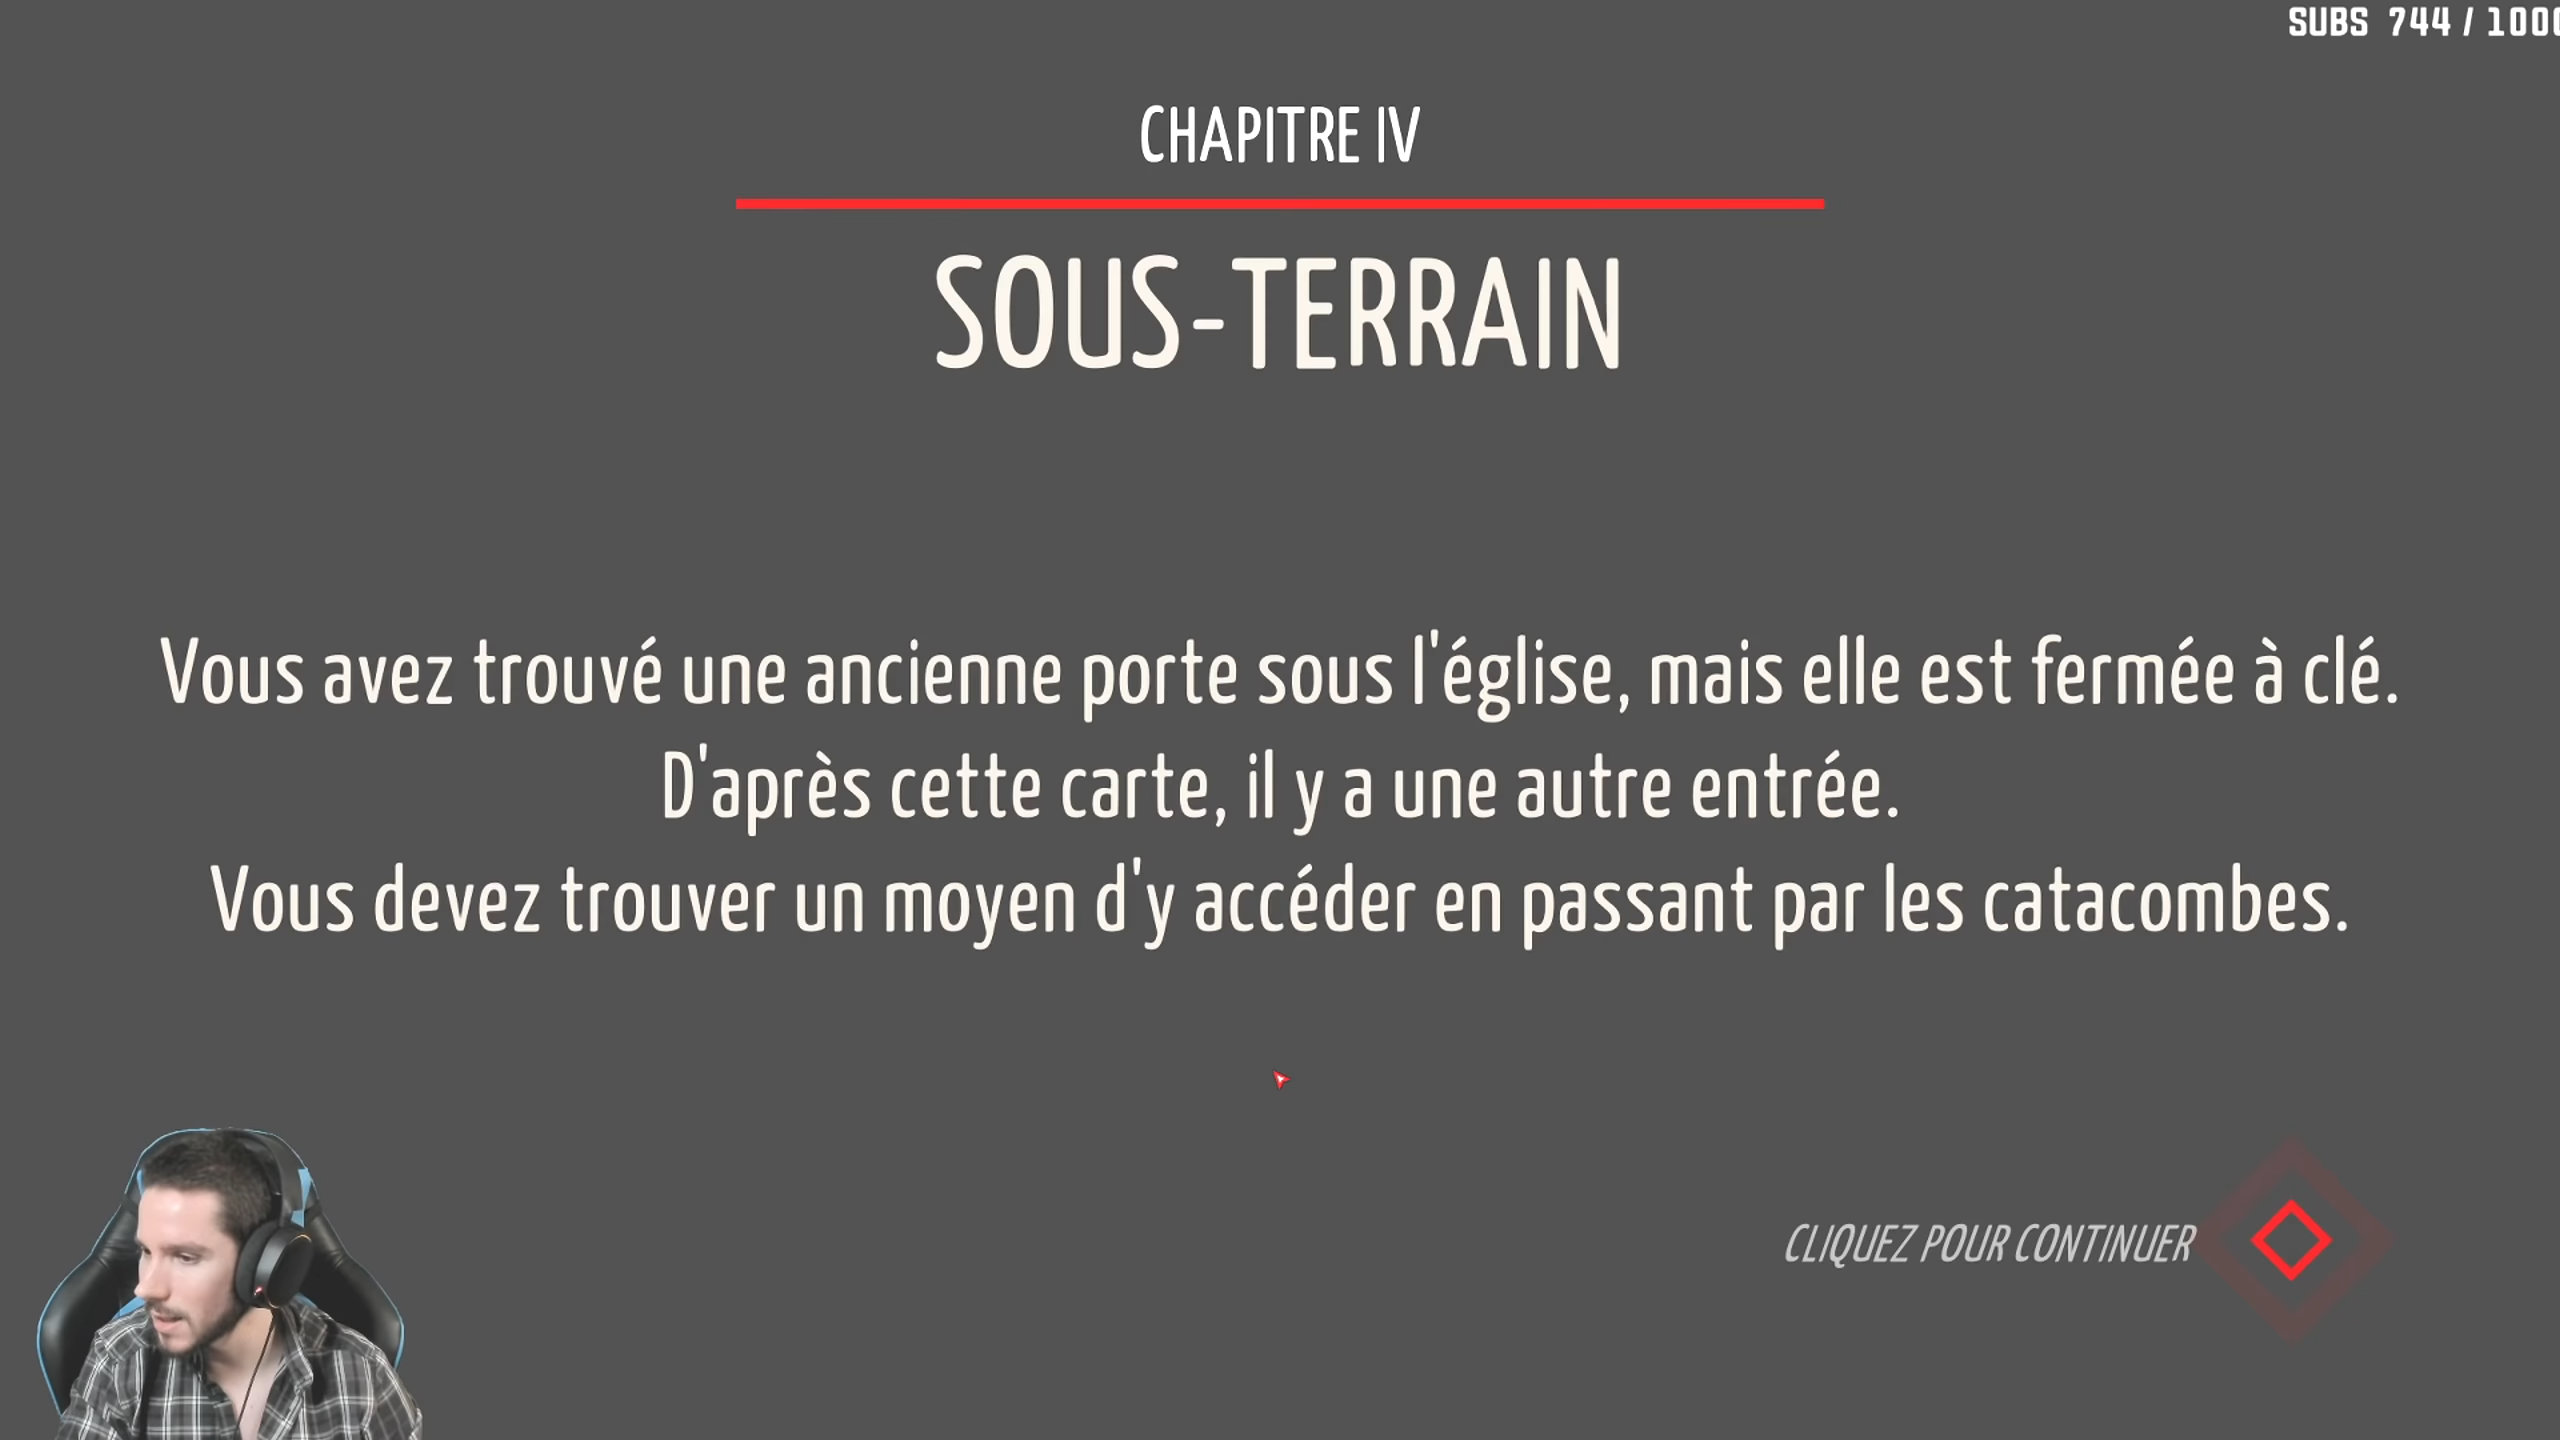 SUBS 744 / 1000
CHAPITRE IV
SOUS-TERRAIN
Vous avez trouvé une ancienne porte sous l'église, mais elle est fermée à clé.
D'après cette carte, il y a une autre entrée.
Vous devez trouver un moyen d'y accéder en passant par les catacombes.
CLIQUEZ POUR CONTINUER